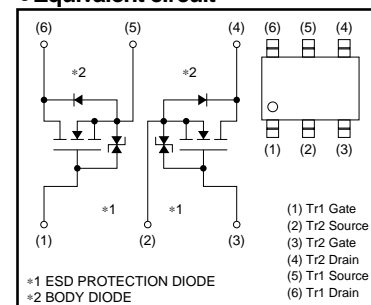 (6) (5) (4) (6) (5) (4)
∗2 ∗2
(1) (2) (3)
∗1 ∗1
(1) (2) (3)
(1) Tr1 Gate
(2) Tr2 Source
(3) Tr2 Gate
(4) Tr2 Drain
(5) Tr1 Source
(6) Tr1 Drain
∗1 ESD PROTECTION DIODE
∗2 BODY DIODE